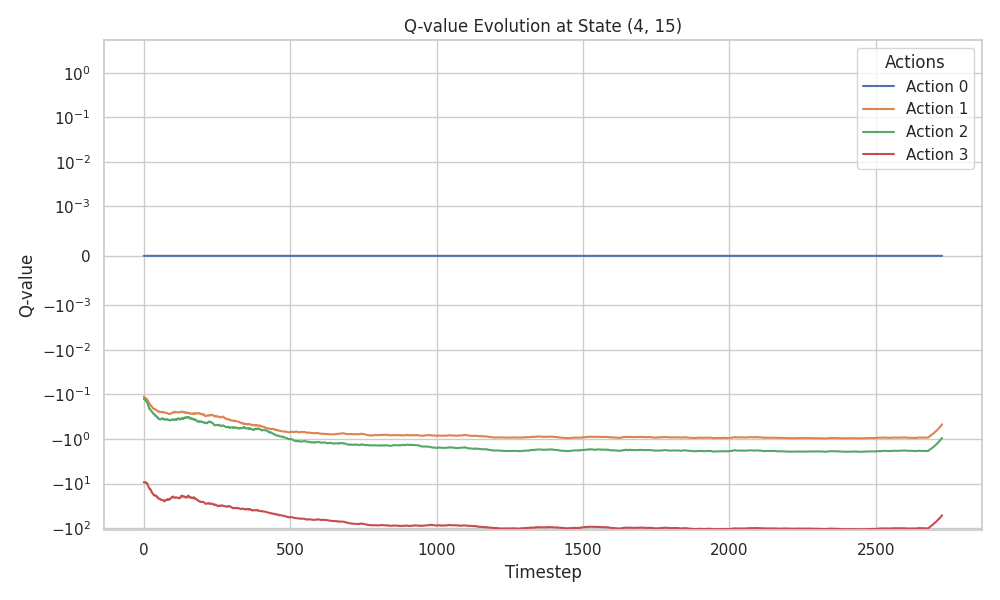 Q-value Evolution at State (4, 15)
Actions
Action 0
Action 1
Action 2
Action 3
Q-value
10⁰
10⁻¹
10⁻²
10⁻³
0
−10⁻³
−10⁻²
−10⁻¹
−10⁰
−10¹
−10²
0 500 1000 1500 2000 2500
Timestep